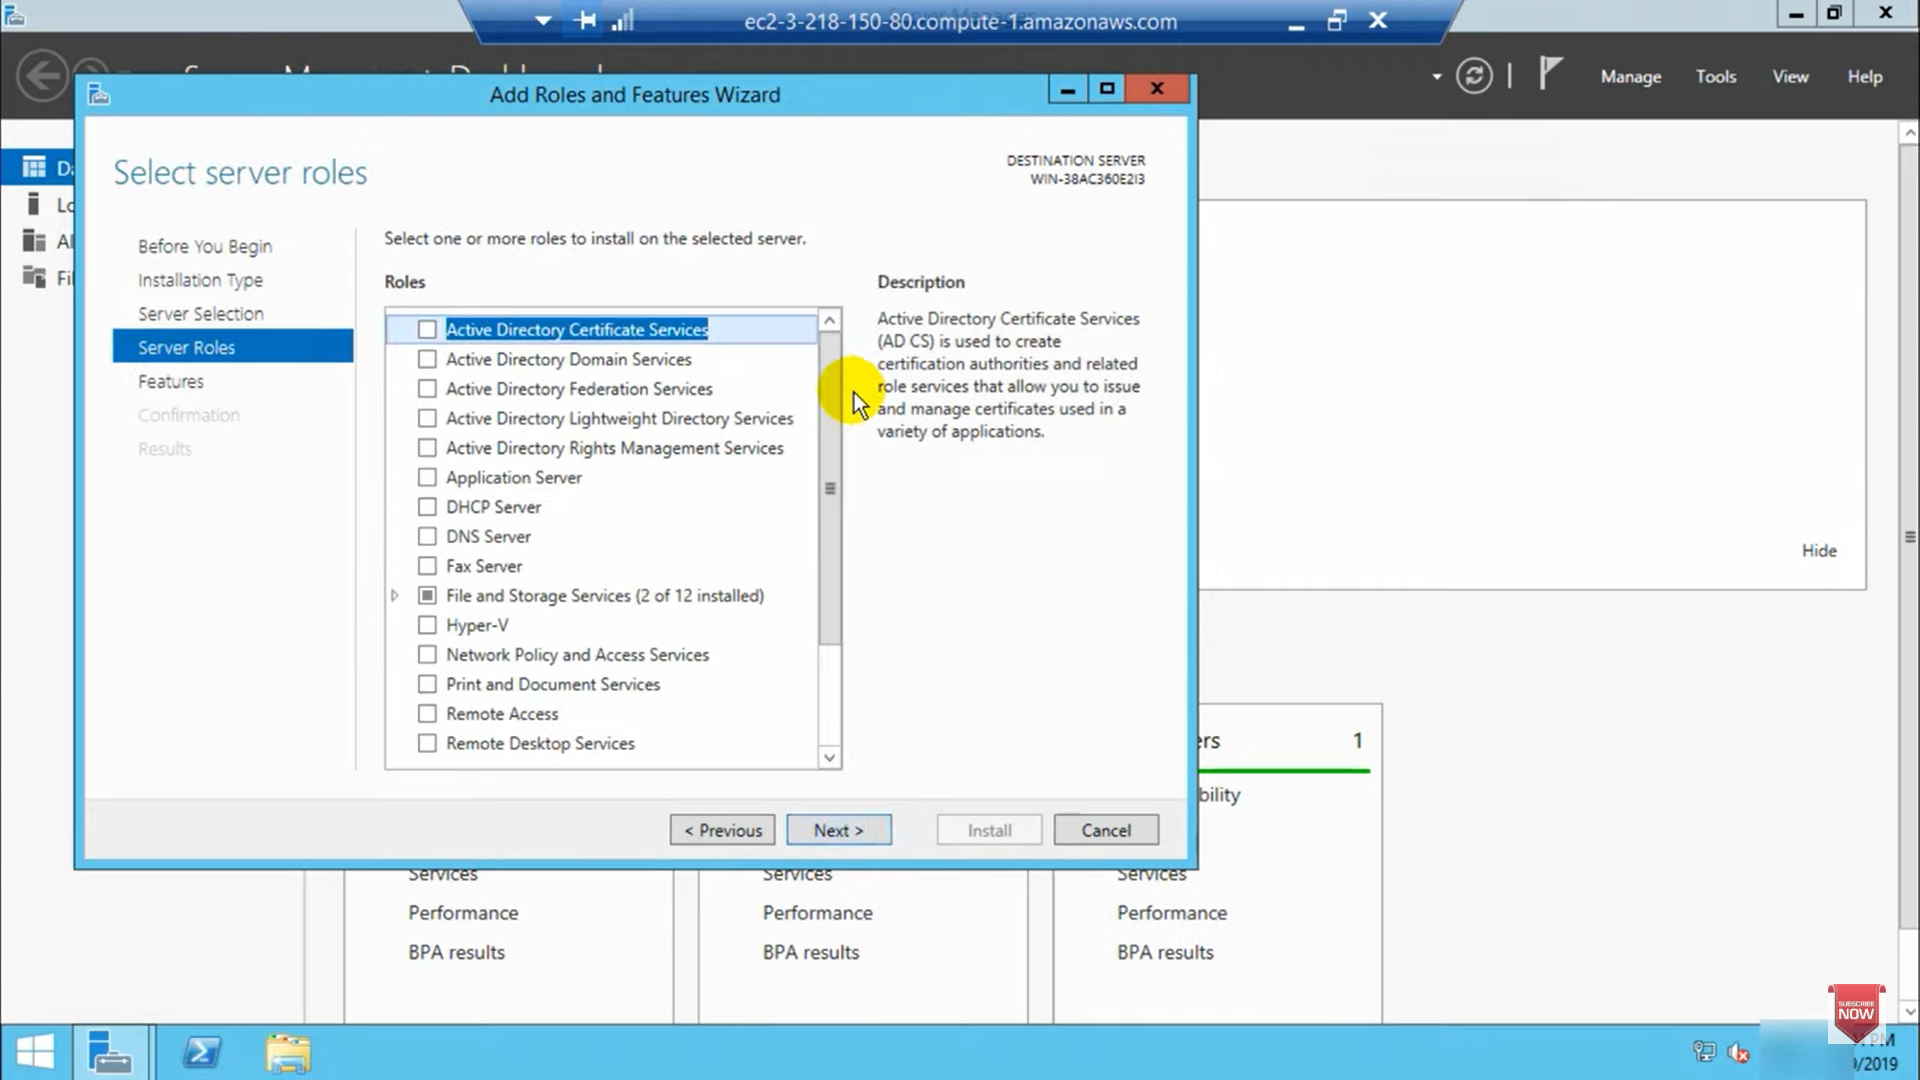 ec2-3-218-150-80.compute-1.amazonaws.com
Manage
Tools
View
Help
Add Roles and Features Wizard
Select server roles
DESTINATION SERVER
WIN-38AC360E2I3
Before You Begin
Installation Type
Server Selection
Server Roles
Features
Confirmation
Results
Select one or more roles to install on the selected server.
Roles
Active Directory Certificate Services
Active Directory Domain Services
Active Directory Federation Services
Active Directory Lightweight Directory Services
Active Directory Rights Management Services
Application Server
DHCP Server
DNS Server
Fax Server
File and Storage Services (2 of 12 installed)
Hyper-V
Network Policy and Access Services
Print and Document Services
Remote Access
Remote Desktop Services
Description
Active Directory Certificate Services
(AD CS) is used to create
certification authorities and related
role services that allow you to issue
and manage certificates used in a
variety of applications.
< Previous
Next >
Install
Cancel
Hide
1
Services
Performance
BPA results
Services
Performance
BPA results
Services
Performance
BPA results
SUBSCRIBE
NOW
PM
/2019